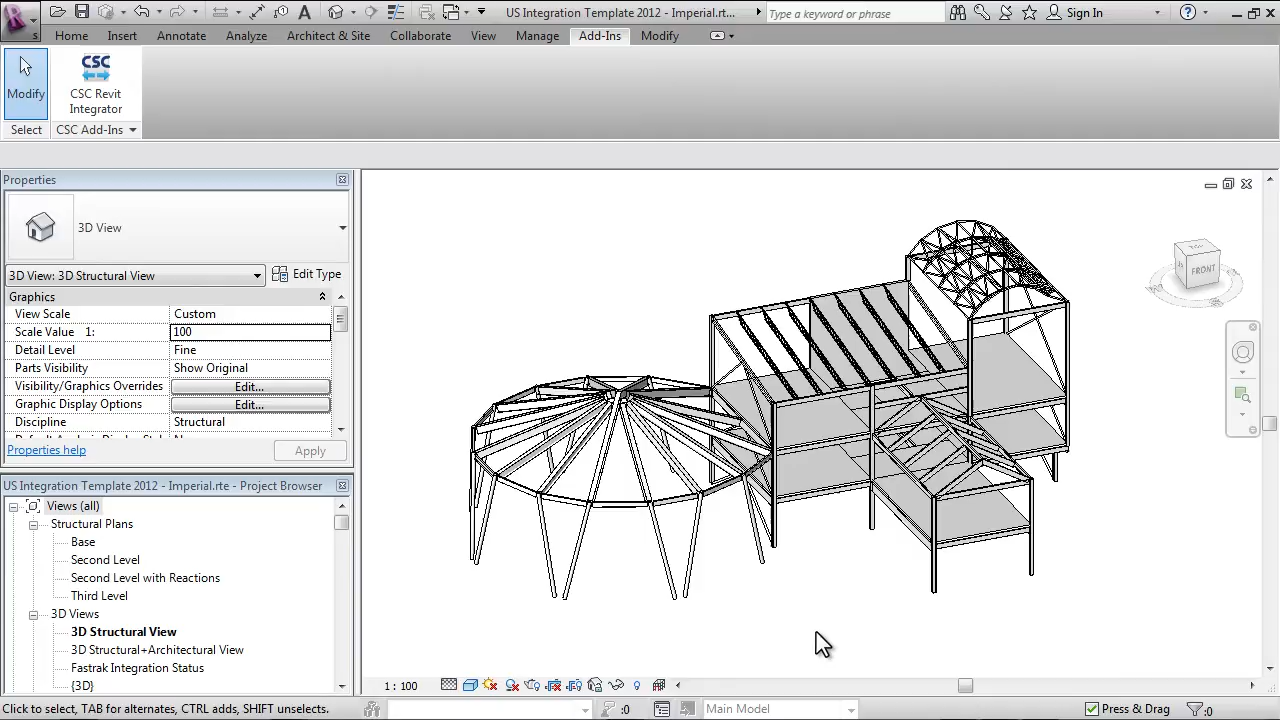 US Integration Template 2012 - Imperial.rte...
Type a keyword or phrase
Sign In
Home Insert Annotate Analyze Architect & Site Collaborate View Manage Add-Ins Modify
Modify
CSC
CSC Revit
Integrator
Select
CSC Add-Ins
Properties
3D View
3D View: 3D Structural View
Edit Type
Graphics
View Scale Custom
Scale Value 1: 100
Detail Level Fine
Parts Visibility Show Original
Visibility/Graphics Overrides Edit...
Graphic Display Options Edit...
Discipline Structural
Properties help
Apply
US Integration Template 2012 - Imperial.rte - Project Browser
Views (all)
Structural Plans
Base
Second Level
Second Level with Reactions
Third Level
3D Views
3D Structural View
3D Structural+Architectural View
Fastrak Integration Status
{3D}
FRONT
1 : 100
Click to select, TAB for alternates, CTRL adds, SHIFT unselects.
:0
Main Model
Press & Drag
:0